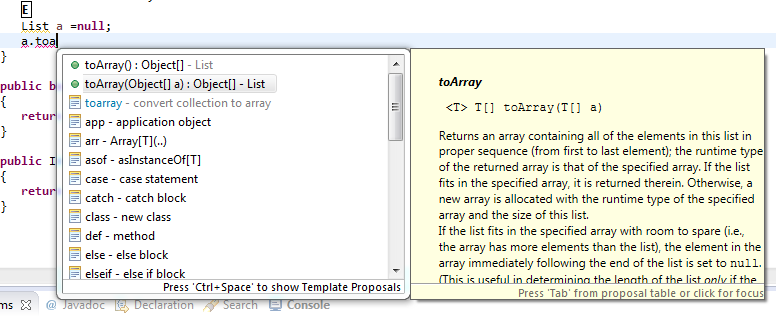 E
List a =null;
a.toa
}
public b
{
retur
}
public I
{
retur
}
toArray() : Object[] - List
toArray(Object[] a) : Object[] - List
toarray - convert collection to array
app - application object
arr - Array[T](..)
asof - asInstanceOf[T]
case - case statement
catch - catch block
class - new class
def - method
else - else block
elseif - else if block
Press 'Ctrl+Space' to show Template Proposals
toArray
<T> T[] toArray(T[] a)
Returns an array containing all of the elements in this list in
proper sequence (from first to last element); the runtime type
of the returned array is that of the specified array. If the list
fits in the specified array, it is returned therein. Otherwise, a
new array is allocated with the runtime type of the specified
array and the size of this list.
If the list fits in the specified array with room to spare (i.e.,
the array has more elements than the list), the element in the
array immediately following the end of the list is set to null.
(This is useful in determining the length of the list only if the
Press 'Tab' from proposal table or click for focus
ms @ Javadoc Declaration Search Console